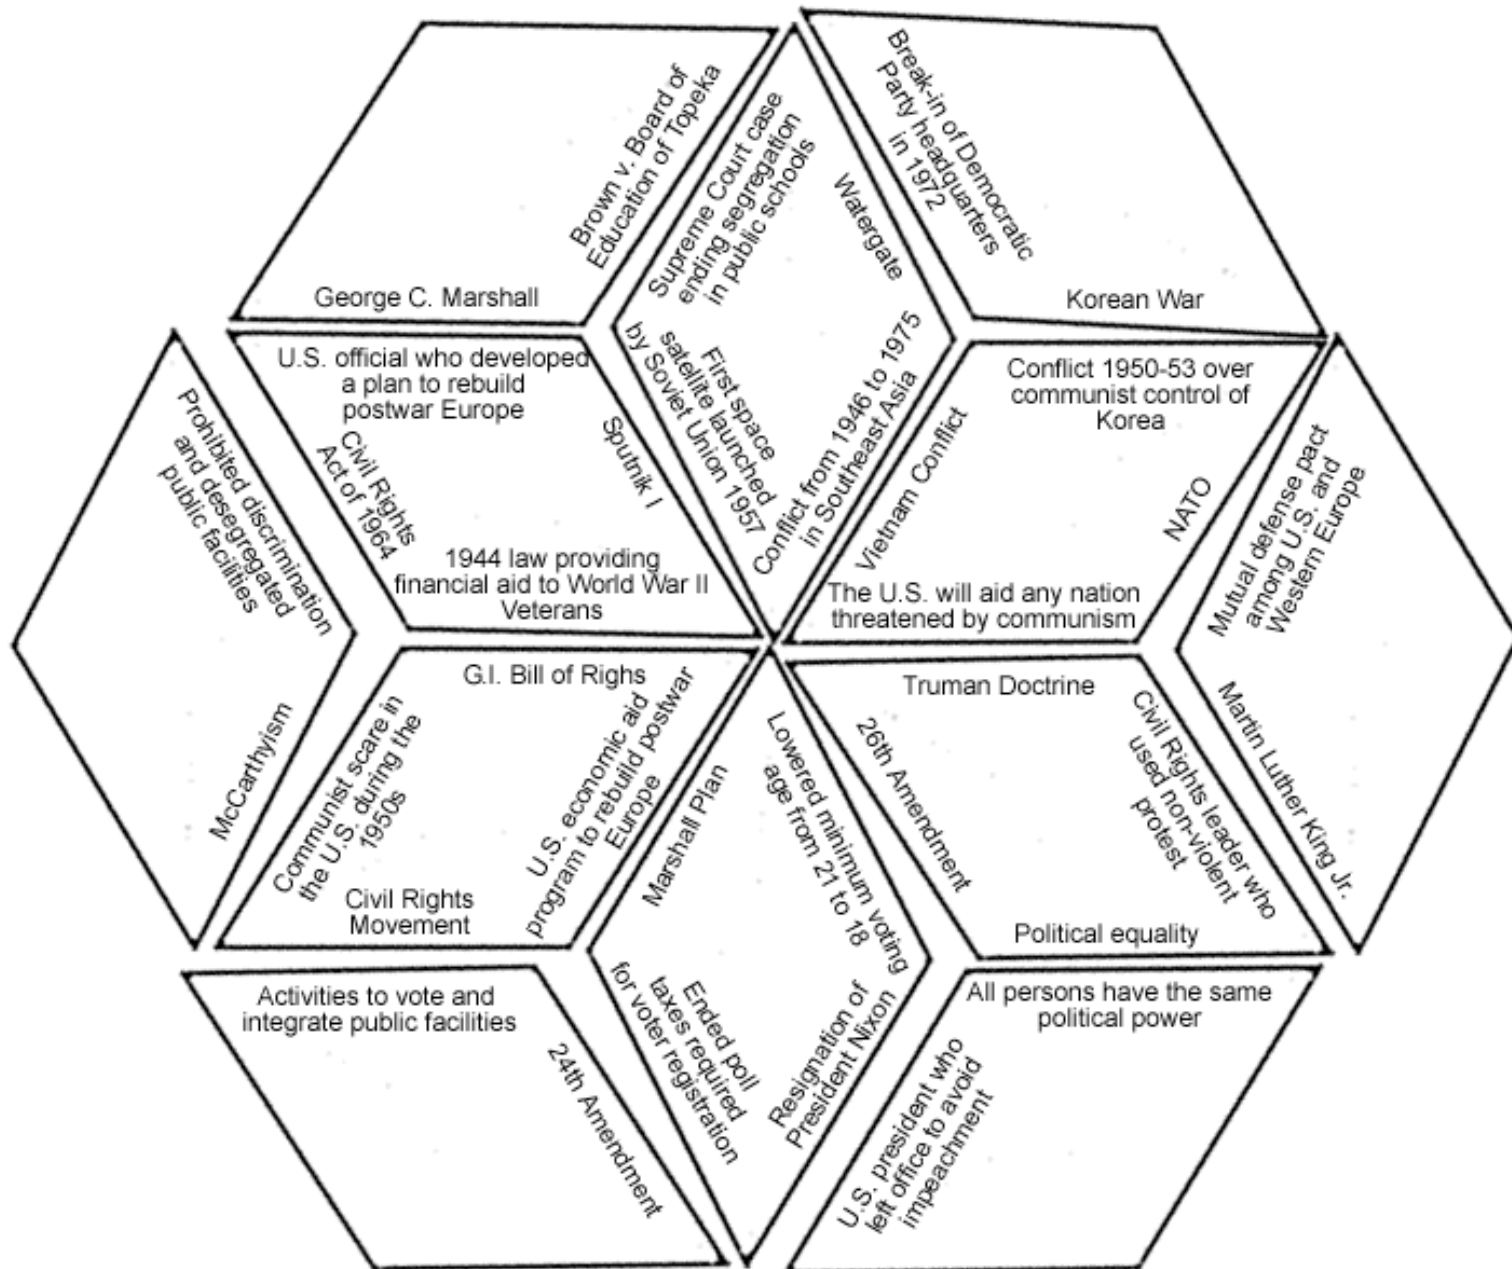 Brown v. Board of
Education of Topeka
George C. Marshall
Supreme Court case
ending segregation
in public schools
Watergate
First space
satellite launched
by Soviet Union 1957
Conflict from 1946 to 1975
in Southeast Asia
Break-in of Democratic
Party headquarters
in 1972
Korean War
U.S. official who developed
a plan to rebuild
postwar Europe
Civil Rights
Act of 1964
Sputnik I
1944 law providing
financial aid to World War II
Veterans
Conflict 1950-53 over
communist control of
Korea
Vietnam Conflict
NATO
The U.S. will aid any nation
threatened by communism
Prohibited discrimination
and desegregated
public facilities
McCarthyism
Mutual defense pact
among U.S. and
Western Europe
Martin Luther King Jr.
G.I. Bill of Righs
Communist scare in
the U.S. during the
1950s
U.S. economic aid
program to rebuild postwar
Europe
Civil Rights
Movement
Marshall Plan
Lowered minimum voting
age from 21 to 18
Ended poll
taxes required
for voter registration
Resignation of
President Nixon
Truman Doctrine
26th Amendment
Civil Rights leader who
used non-violent
protest
Political equality
Activities to vote and
integrate public facilities
24th Amendment
All persons have the same
political power
U.S. president who
left office to avoid
impeachment